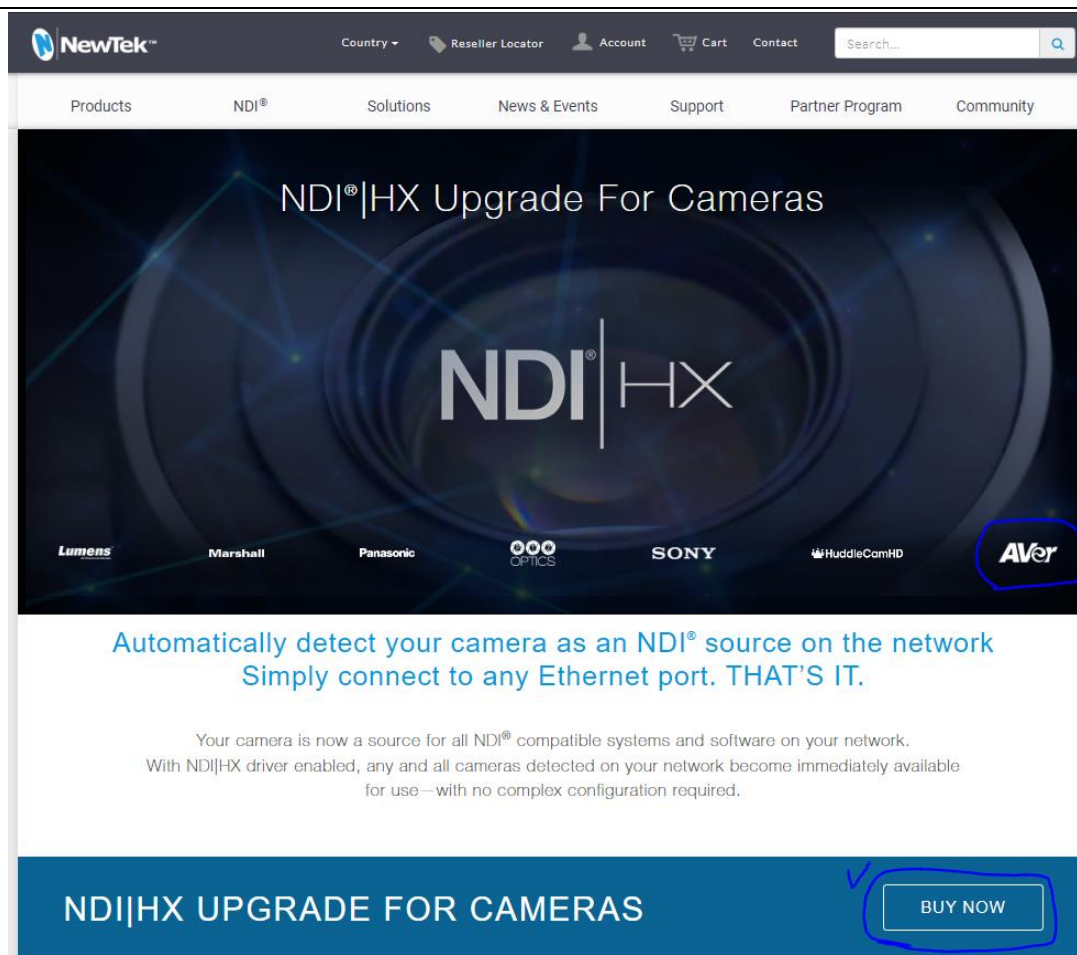 NewTek™
Country Reseller Locator Account Cart Contact Search...
Products NDI® Solutions News & Events Support Partner Program Community
NDI®|HX Upgrade For Cameras
NDI®|HX
Lumens Marshall Panasonic OPTICS SONY HuddleCamHD AVer
Automatically detect your camera as an NDI® source on the network
Simply connect to any Ethernet port. THAT'S IT.
Your camera is now a source for all NDI® compatible systems and software on your network.
With NDI|HX driver enabled, any and all cameras detected on your network become immediately available
for use—with no complex configuration required.
NDI|HX UPGRADE FOR CAMERAS
BUY NOW